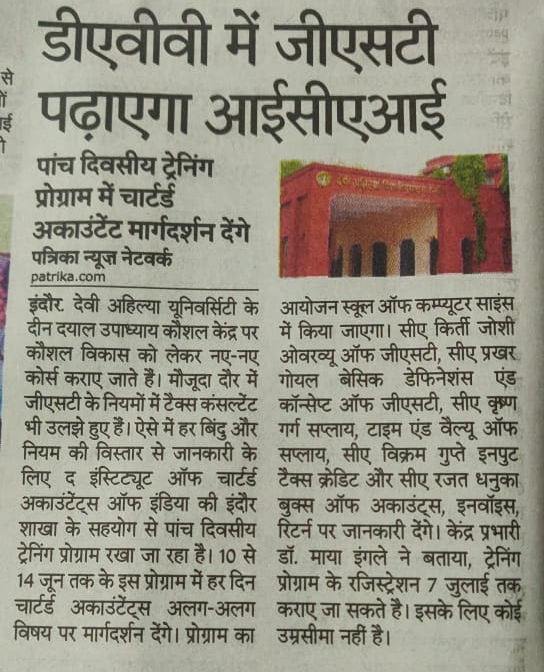 डीएवीवी में जीएसटी
पढ़ाएगा आईसीएआई
पांच दिवसीय ट्रेनिंग
प्रोग्राम में चार्टर्ड
अकाउंटेंट मार्गदर्शन देंगे
पत्रिका न्यूज नेटवर्क
patrika.com
इंदौर. देवी अहिल्या यूनिवर्सिटी के
दीन दयाल उपाध्याय कौशल केंद्र पर
कौशल विकास को लेकर नए-नए
कोर्स कराए जाते हैं। मौजूदा दौर में
जीएसटी के नियमों में टैक्स कंसल्टेंट
भी उलझे हुए हैं। ऐसे में हर बिंदु और
नियम की विस्तार से जानकारी के
लिए द इंस्टिट्यूट ऑफ चार्टर्ड
अकाउंटेंट्स ऑफ इंडिया की इंदौर
शाखा के सहयोग से पांच दिवसीय
ट्रेनिंग प्रोग्राम रखा जा रहा है। 10 से
14 जून तक के इस प्रोग्राम में हर दिन
चार्टर्ड अकाउंटेंट्स अलग-अलग
विषय पर मार्गदर्शन देंगे। प्रोग्राम का
आयोजन स्कूल ऑफ कम्प्यूटर साइंस
में किया जाएगा। सीए किर्ती जोशी
ओवरव्यू ऑफ जीएसटी, सीए प्रखर
गोयल बेसिक डेफिनेशंस एंड
कॉन्सेप्ट ऑफ जीएसटी, सीए कृष्ण
गर्ग सप्लाय, टाइम एंड वैल्यू ऑफ
सप्लाय, सीए विक्रम गुप्ते इनपुट
टैक्स क्रेडिट और सीए रजत धनुका
बुक्स ऑफ अकाउंट्स, इनवॉइस,
रिटर्न पर जानकारी देंगे। केंद्र प्रभारी
डॉ. माया इंगले ने बताया, ट्रेनिंग
प्रोग्राम के रजिस्ट्रेशन 7 जुलाई तक
कराए जा सकते है। इसके लिए कोई
उम्रसीमा नहीं है।